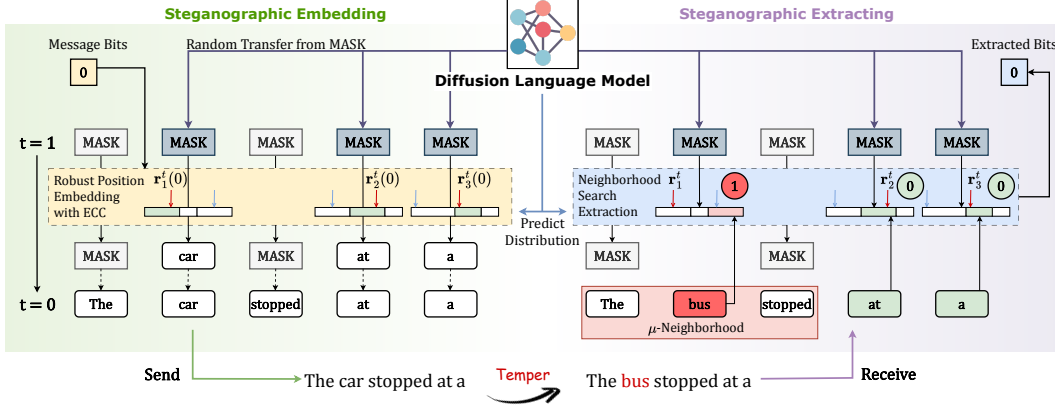 Steganographic Embedding
Steganographic Extracting
Message Bits
0
Random Transfer from MASK
Diffusion Language Model
Extracted Bits
0
t = 1
MASK
MASK
MASK
MASK
MASK
MASK
MASK
MASK
MASK
MASK
Robust Position
Embedding
with ECC
r₁ᵗ(0)
r₂ᵗ(0)
r₃ᵗ(0)
Predict
Distribution
Neighborhood
Search
Extraction
r₁ᵗ
1
r₂ᵗ
0
r₃ᵗ
0
MASK
car
MASK
at
a
MASK
MASK
t = 0
The
car
stopped
at
a
The
bus
stopped
at
a
μ-Neighborhood
Send
The car stopped at a
Temper
The bus stopped at a
Receive